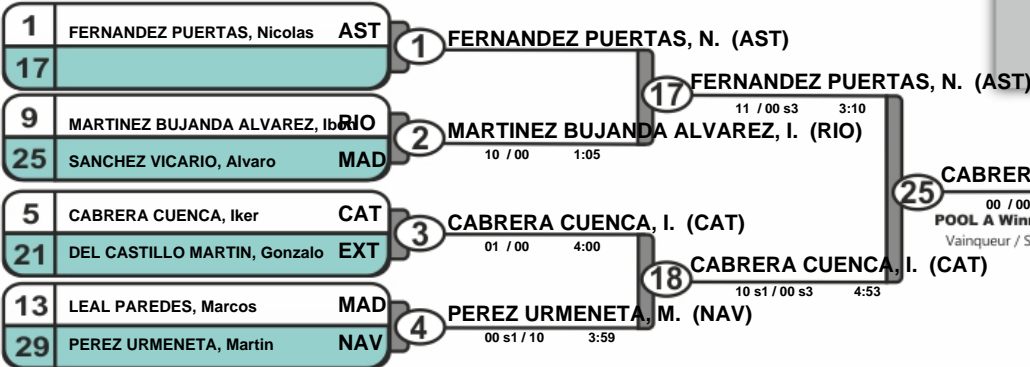 1 FERNANDEZ PUERTAS, Nicolas AST
17
9 MARTINEZ BUJANDA ALVAREZ, Ibon RIO
25 SANCHEZ VICARIO, Alvaro MAD
5 CABRERA CUENCA, Iker CAT
21 DEL CASTILLO MARTIN, Gonzalo EXT
13 LEAL PAREDES, Marcos MAD
29 PEREZ URMENETA, Martin NAV
1 FERNANDEZ PUERTAS, N. (AST)
2 MARTINEZ BUJANDA ALVAREZ, I. (RIO)
10 / 00 1:05
3 CABRERA CUENCA, I. (CAT)
01 / 00 4:00
4 PEREZ URMENETA, M. (NAV)
00 s1 / 10 3:59
17 FERNANDEZ PUERTAS, N. (AST)
11 / 00 s3 3:10
18 CABRERA CUENCA, I. (CAT)
10 s1 / 00 s3 4:53
25 CABRER
00 / 00
POOL A Win
Vainqueur / S